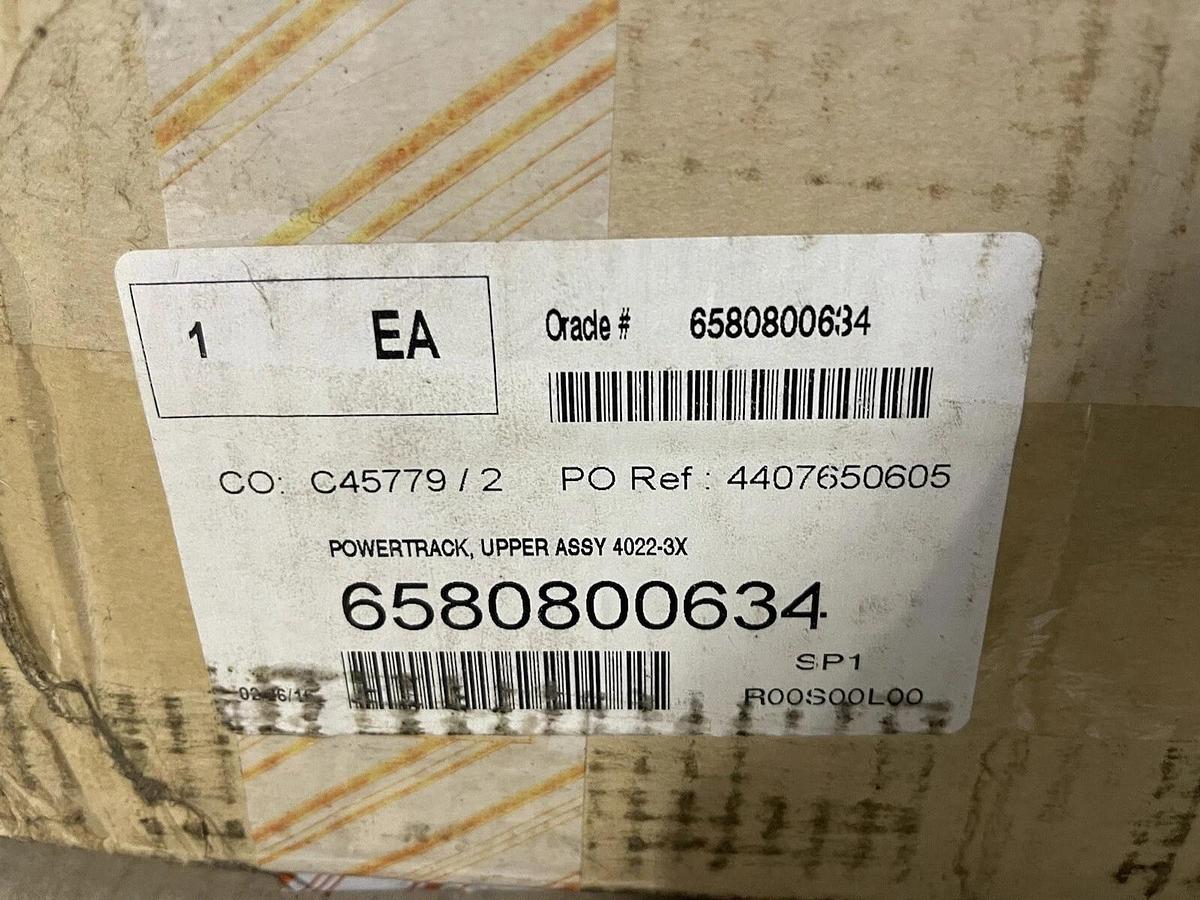 1 EA
Oracle # 6580800634
CO: C45779 / 2 PO Ref : 4407650605
POWERTRACK, UPPER ASSY 4022-3X
6580800634
SP1
R00S00L00